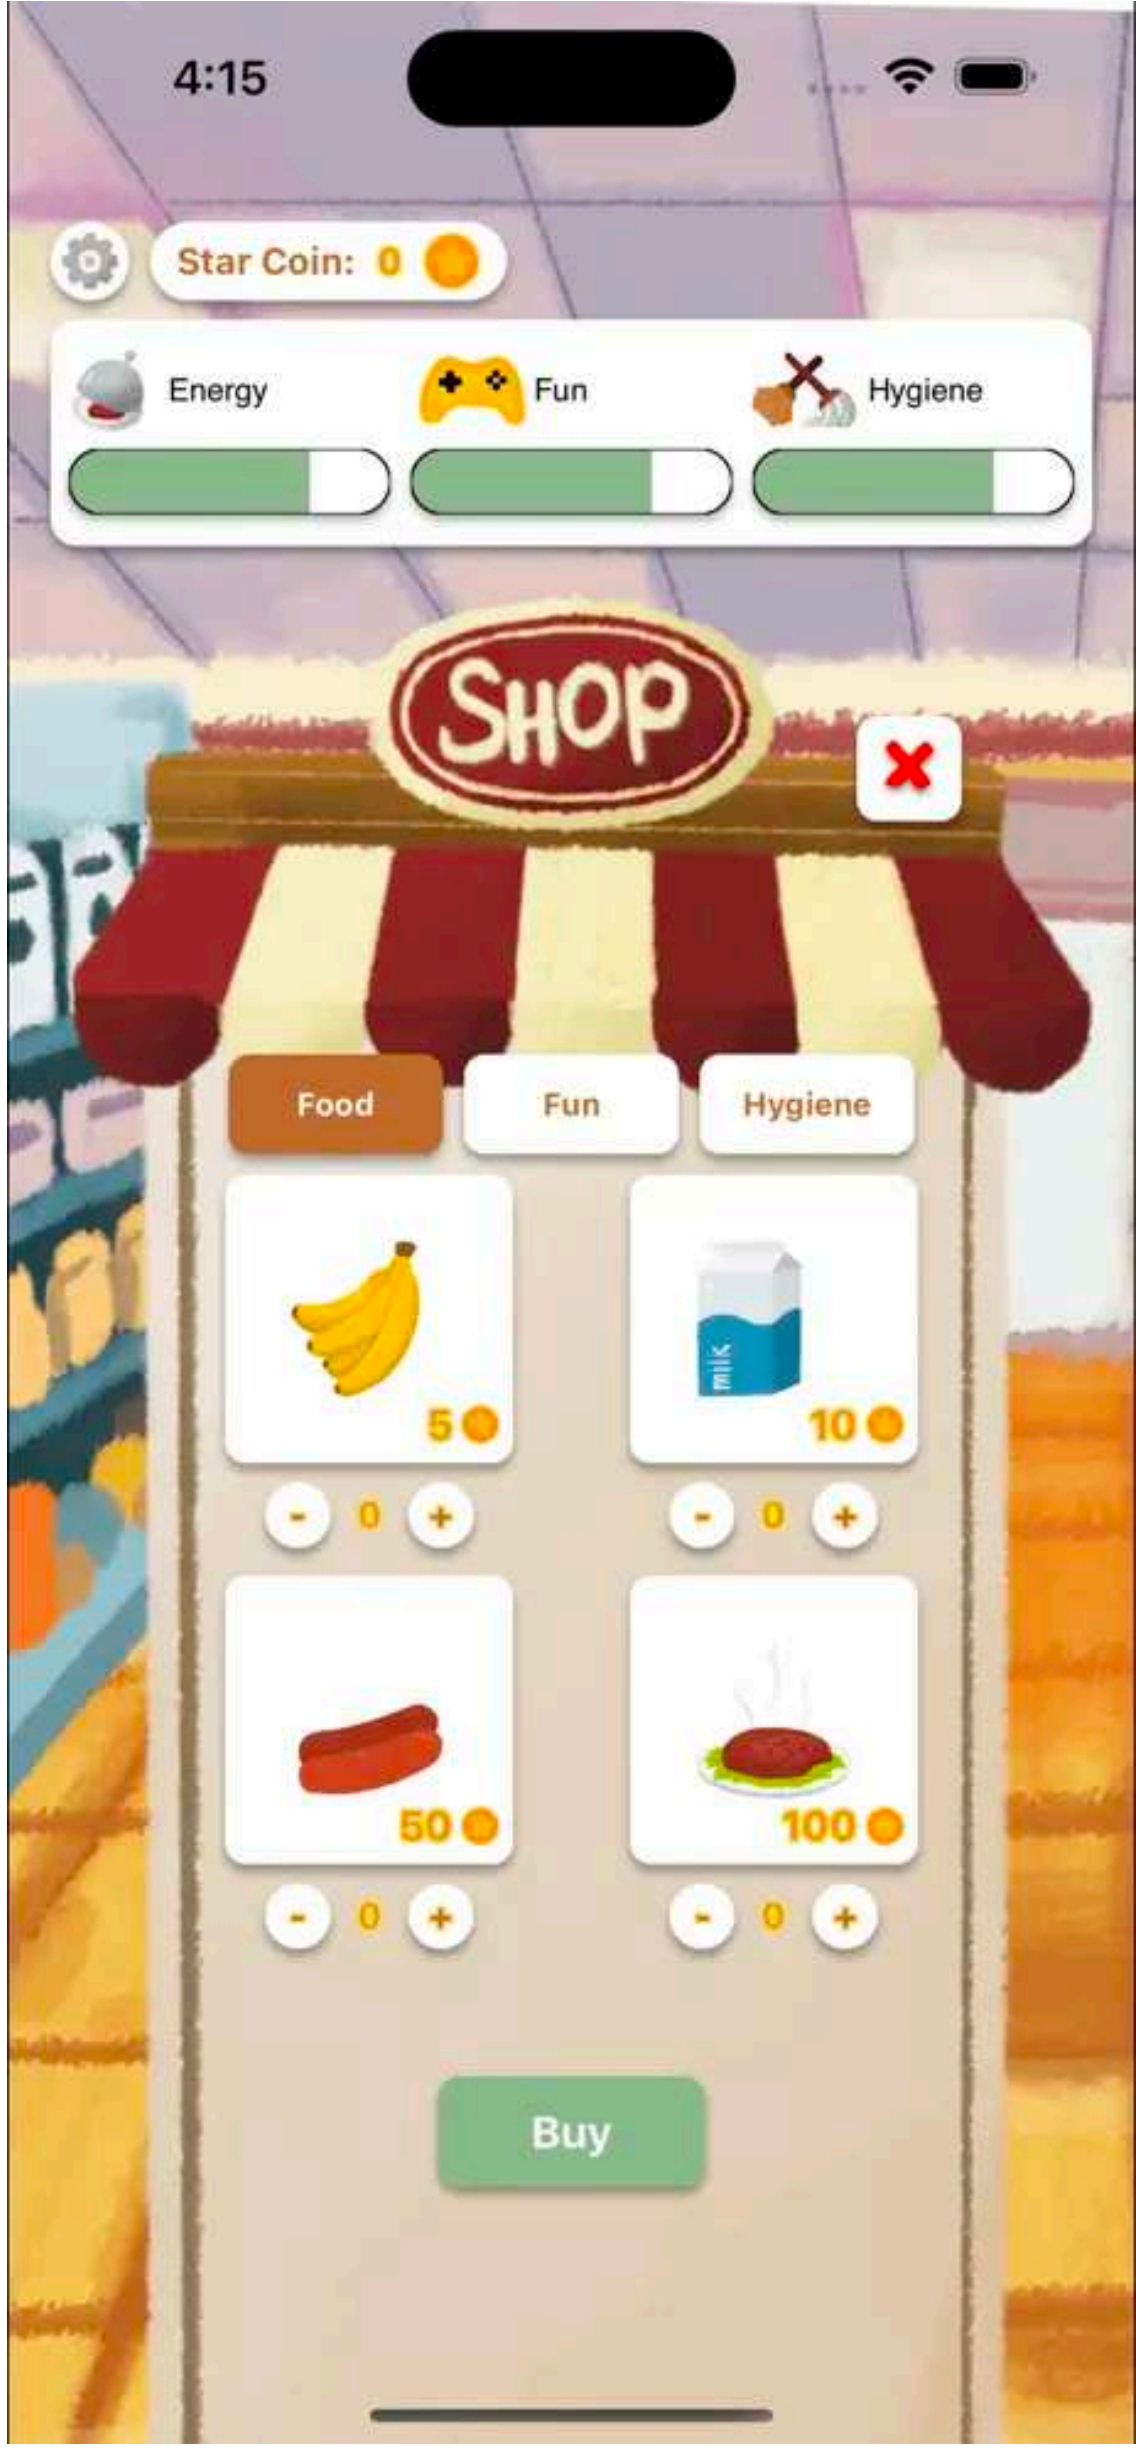 4:15
Star Coin: 0
Energy Fun Hygiene
SHOP
Food Fun Hygiene
milk
5 10
- 0 + - 0 +
50 100
- 0 + - 0 +
Buy